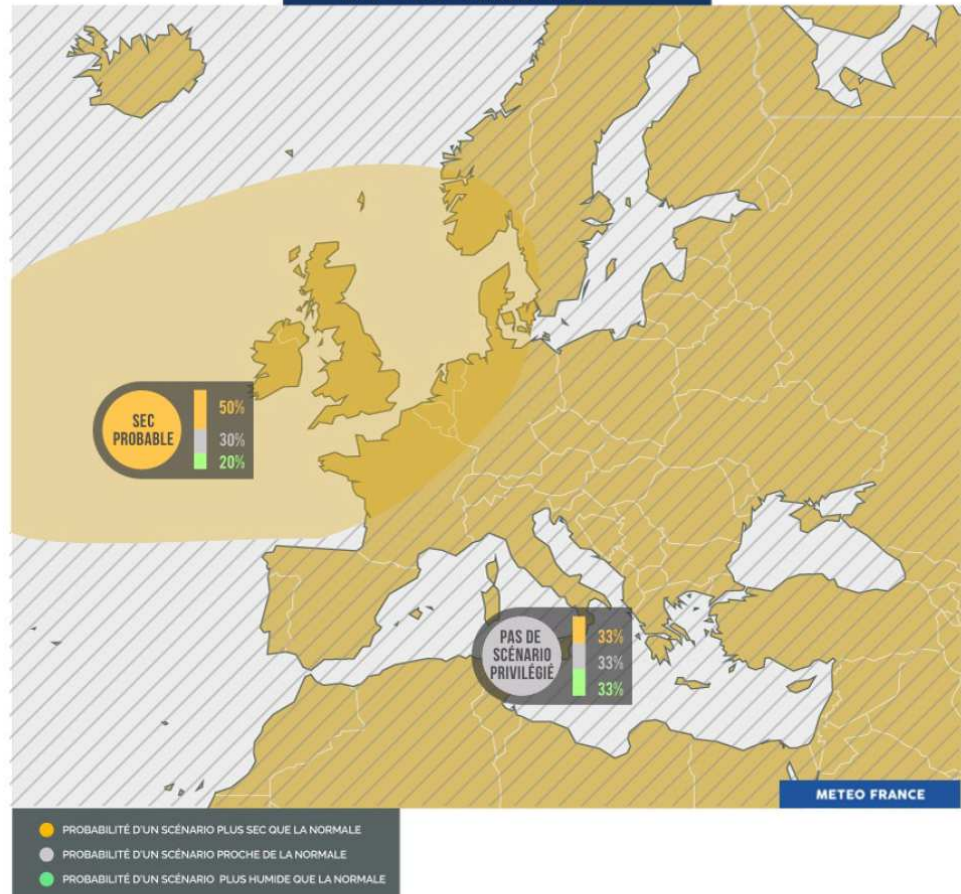 SEC
PROBABLE
50%
30%
20%
PAS DE
SCÉNARIO
PRIVILÉGIÉ
33%
33%
33%
METEO FRANCE
PROBABILITÉ D'UN SCÉNARIO PLUS SEC QUE LA NORMALE
PROBABILITÉ D'UN SCÉNARIO PROCHE DE LA NORMALE
PROBABILITÉ D'UN SCÉNARIO PLUS HUMIDE QUE LA NORMALE